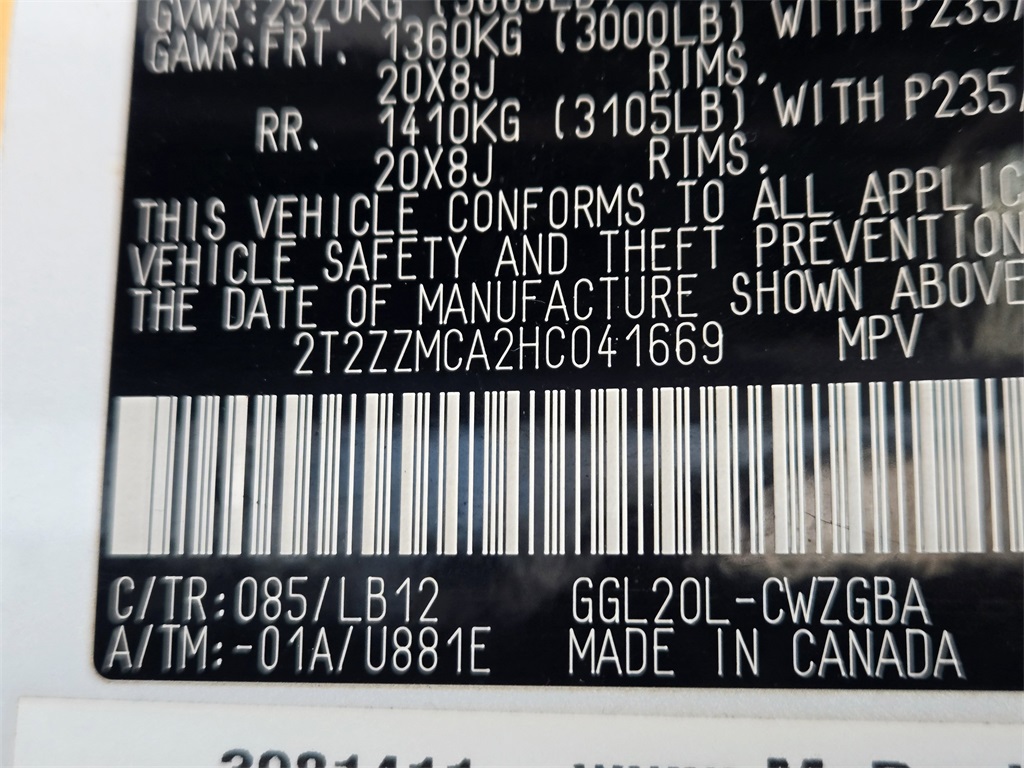 GVWR:2570KG
GAWR:FRT. 1360KG (3000LB) WITH P235/
20X8J RIMS.
RR. 1410KG (3105LB) WITH P235/
20X8J RIMS.
THIS VEHICLE CONFORMS TO ALL APPLIC
VEHICLE SAFETY AND THEFT PREVENTION
THE DATE OF MANUFACTURE SHOWN ABOVE
2T2ZZMCA2HC041669 MPV
C/TR:085/LB12 GGL20L-CWZGBA
A/TM:-01A/U881E MADE IN CANADA